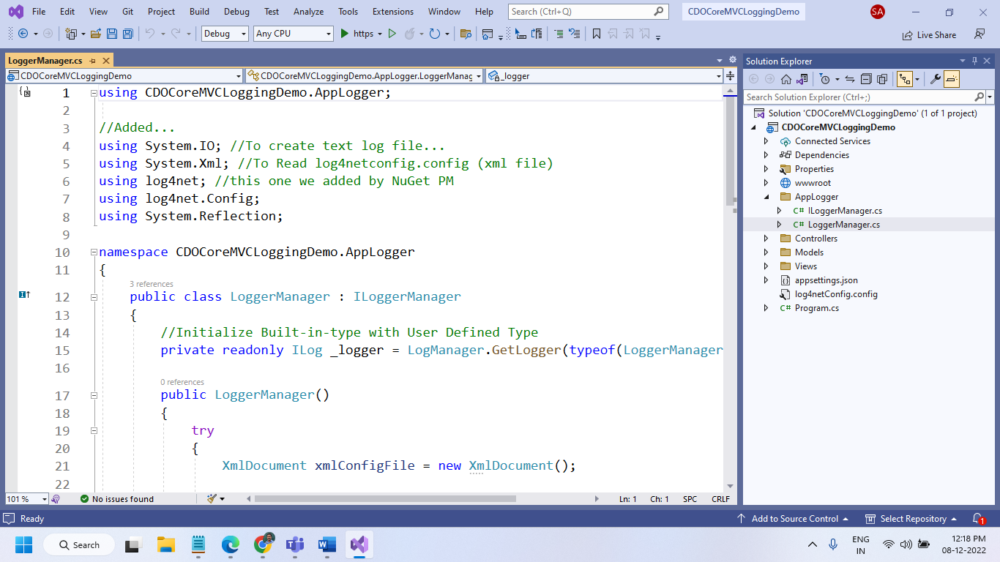 File Edit View Git Project Build Debug Test Analyze Tools Extensions Window Help Search (Ctrl+Q) CDOCoreMVCLoggingDemo SA
Debug Any CPU https Live Share
LoggerManager.cs
CDOCoreMVCLoggingDemo CDOCoreMVCLoggingDemo.AppLogger.LoggerManag _logger
1 using CDOCoreMVCLoggingDemo.AppLogger;
2
3 //Added...
4 using System.IO; //To create text log file...
5 using System.Xml; //To Read log4netconfig.config (xml file)
6 using log4net; //this one we added by NuGet PM
7 using log4net.Config;
8 using System.Reflection;
9
10 namespace CDOCoreMVCLoggingDemo.AppLogger
11 {
3 references
12 public class LoggerManager : ILoggerManager
13 {
14 //Initialize Built-in-type with User Defined Type
15 private readonly ILog _logger = LogManager.GetLogger(typeof(LoggerManager
16
0 references
17 public LoggerManager()
18 {
19 try
20 {
21 XmlDocument xmlConfigFile = new XmlDocument();
22
101 % No issues found Ln: 1 Ch: 1 SPC CRLF
Solution Explorer
Search Solution Explorer (Ctrl+;)
Solution 'CDOCoreMVCLoggingDemo' (1 of 1 project)
CDOCoreMVCLoggingDemo
Connected Services
Dependencies
Properties
wwwroot
AppLogger
C# ILoggerManager.cs
C# LoggerManager.cs
Controllers
Models
Views
appsettings.json
log4netConfig.config
C# Program.cs
Ready Add to Source Control Select Repository 1
Search ENG IN 12:18 PM
08-12-2022